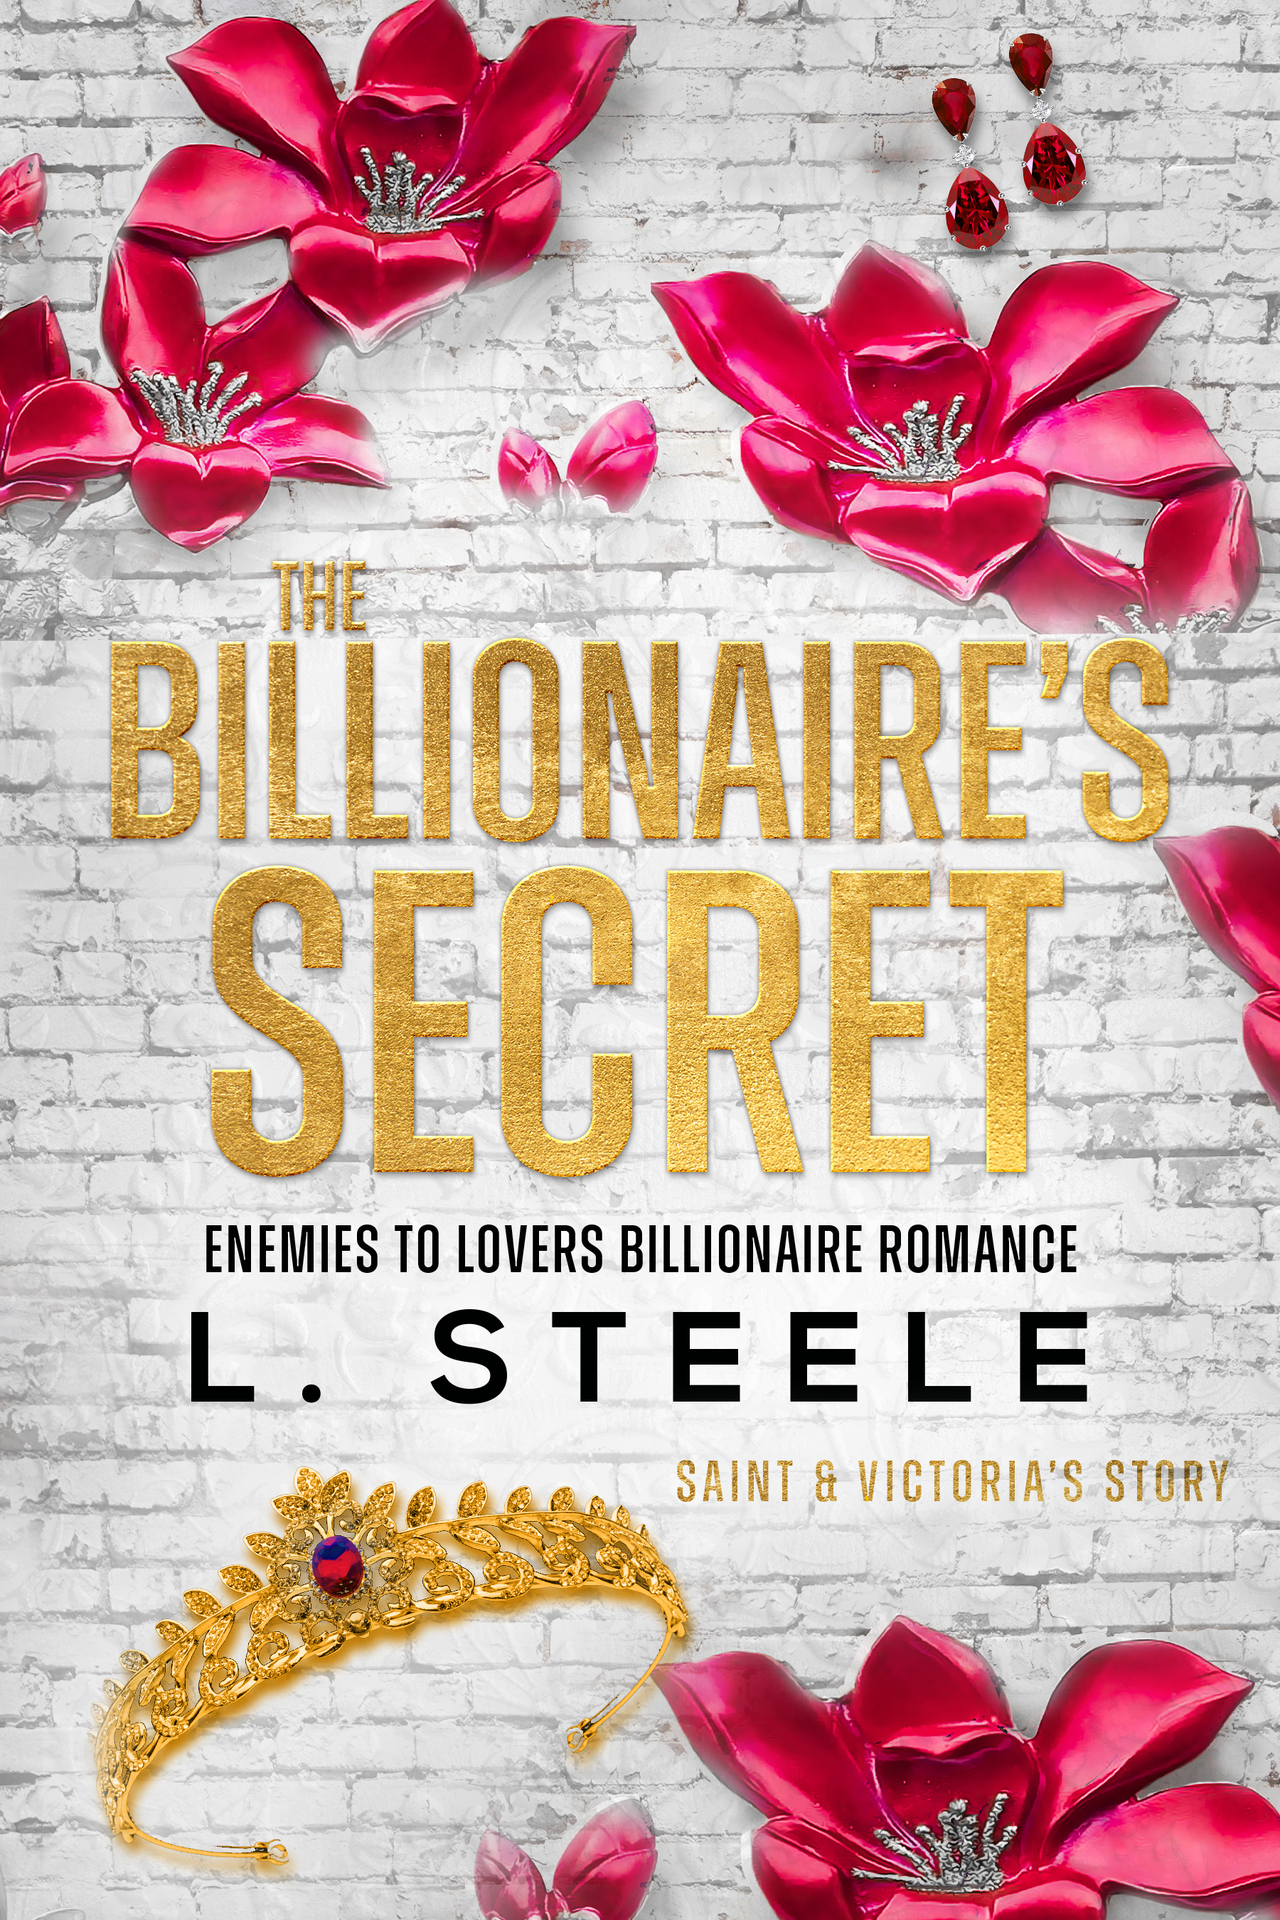 THE
BILLIONAIRE'S
SECRET
ENEMIES TO LOVERS BILLIONAIRE ROMANCE
L. STEELE
SAINT & VICTORIA'S STORY